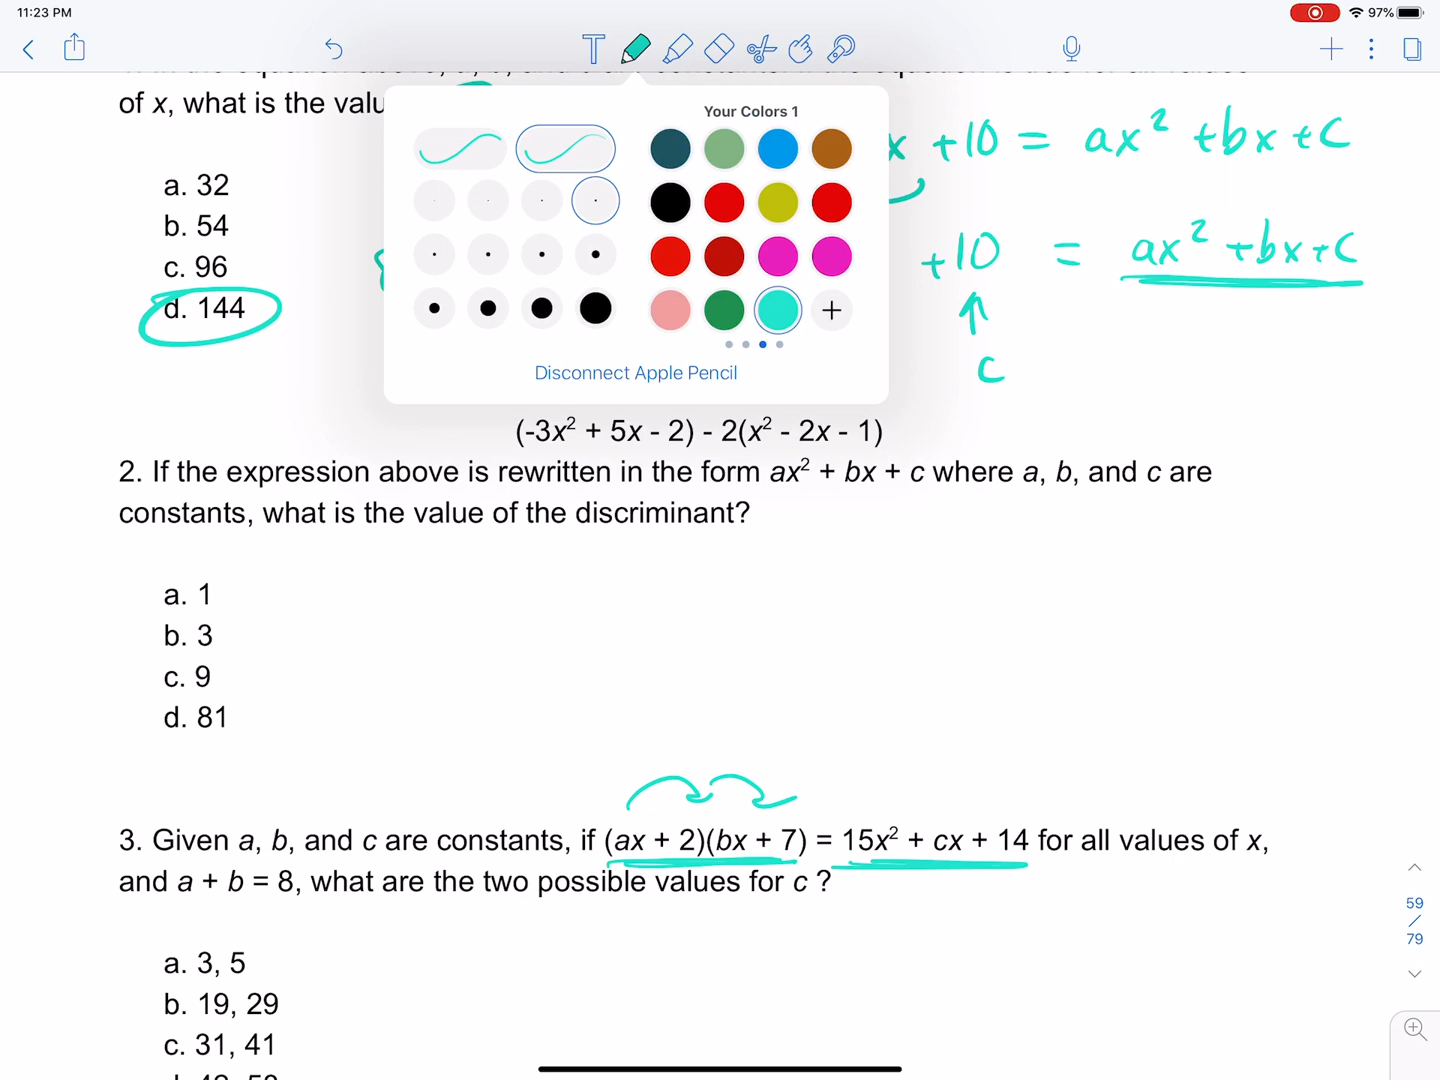 11:23 PM
97%
of x, what is the valu
Your Colors 1
x +10 = ax² +bx+c
a. 32
b. 54
+10 = ax² +bx+c
c. 96
d. 144
c
Disconnect Apple Pencil
(-3x² + 5x - 2) - 2(x² - 2x - 1)
2. If the expression above is rewritten in the form ax² + bx + c where a, b, and c are
constants, what is the value of the discriminant?
a. 1
b. 3
c. 9
d. 81
3. Given a, b, and c are constants, if (ax + 2)(bx + 7) = 15x² + cx + 14 for all values of x,
and a + b = 8, what are the two possible values for c ?
59
/
79
a. 3, 5
b. 19, 29
c. 31, 41